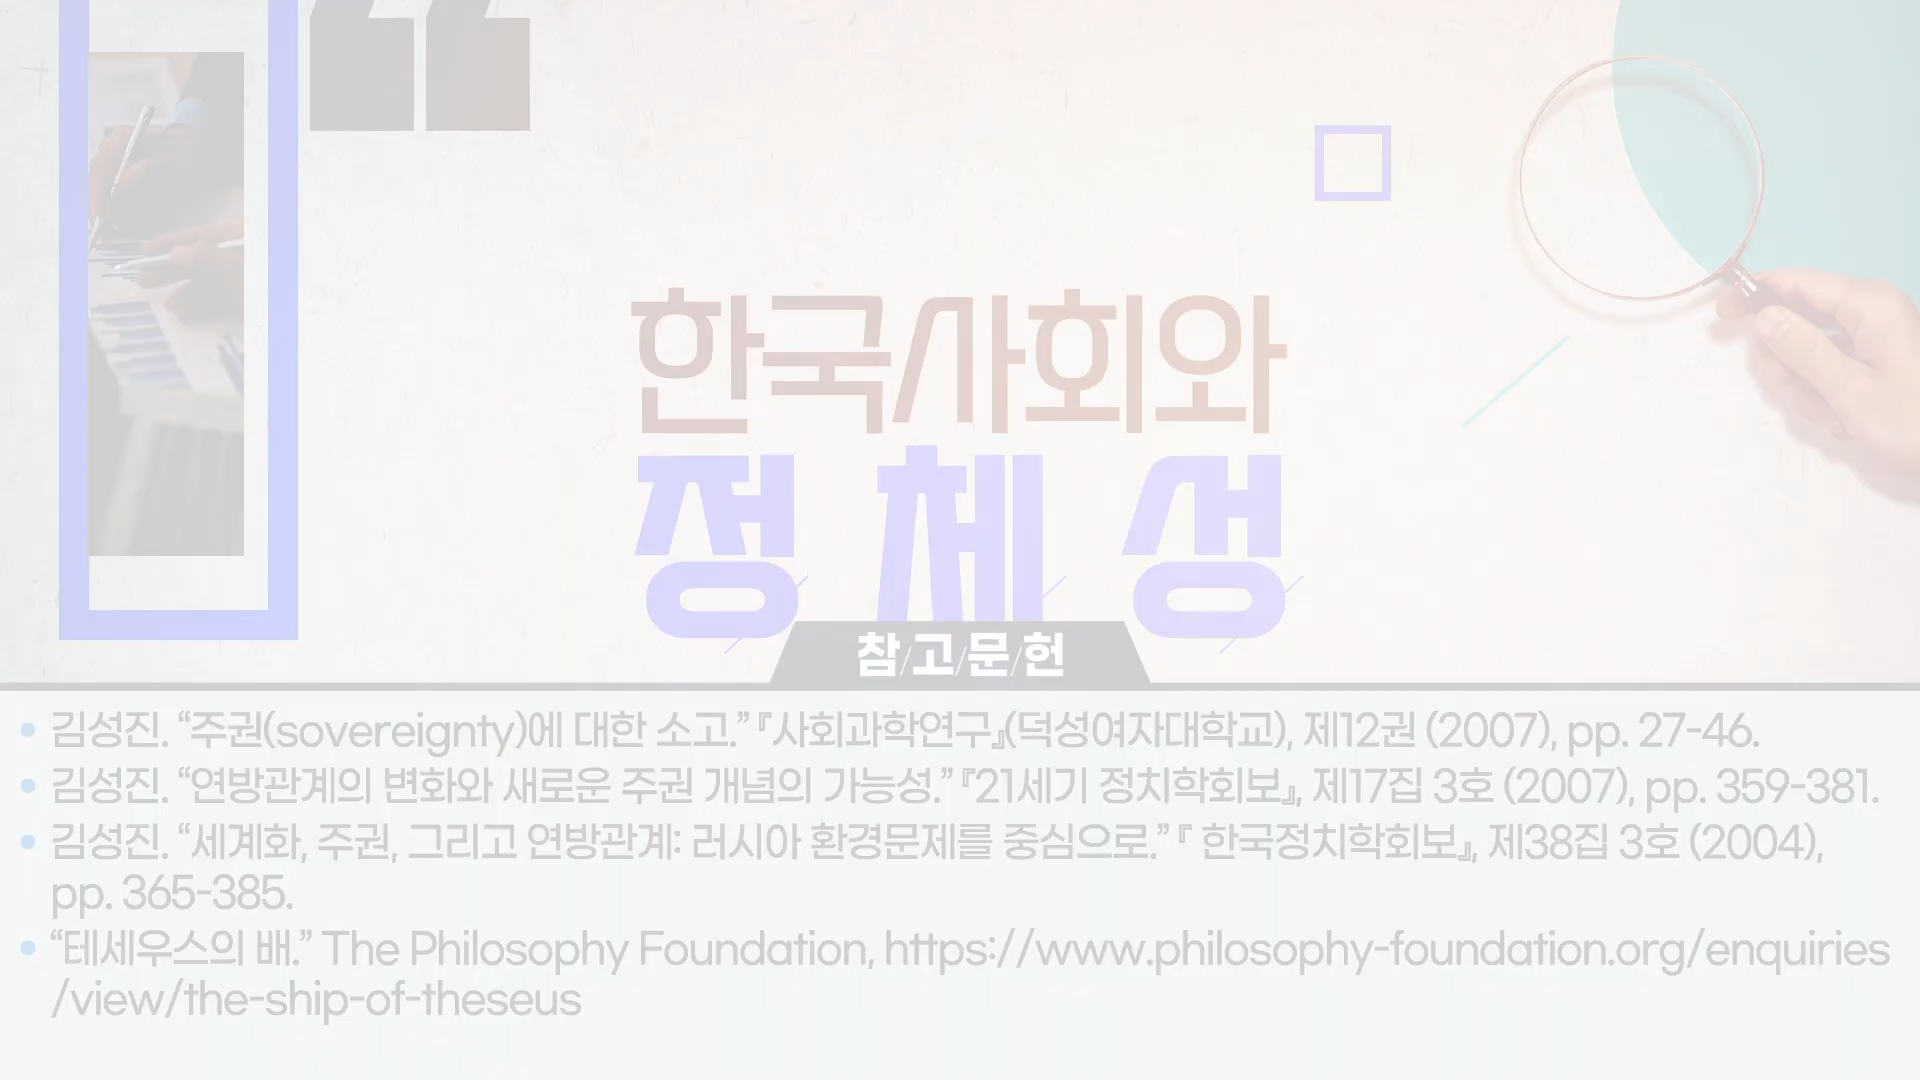 한국사회와
정체성
참/고/문/헌
• 김성진. “주권(sovereignty)에 대한 소고.”『사회과학연구』(덕성여자대학교), 제12권 (2007), pp. 27-46.
• 김성진. “연방관계의 변화와 새로운 주권 개념의 가능성.”『21세기 정치학회보』, 제17집 3호 (2007), pp. 359-381.
• 김성진. “세계화, 주권, 그리고 연방관계: 러시아 환경문제를 중심으로.”『 한국정치학회보』, 제38집 3호 (2004),
pp. 365-385.
• “테세우스의 배.” The Philosophy Foundation, https://www.philosophy-foundation.org/enquiries
/view/the-ship-of-theseus